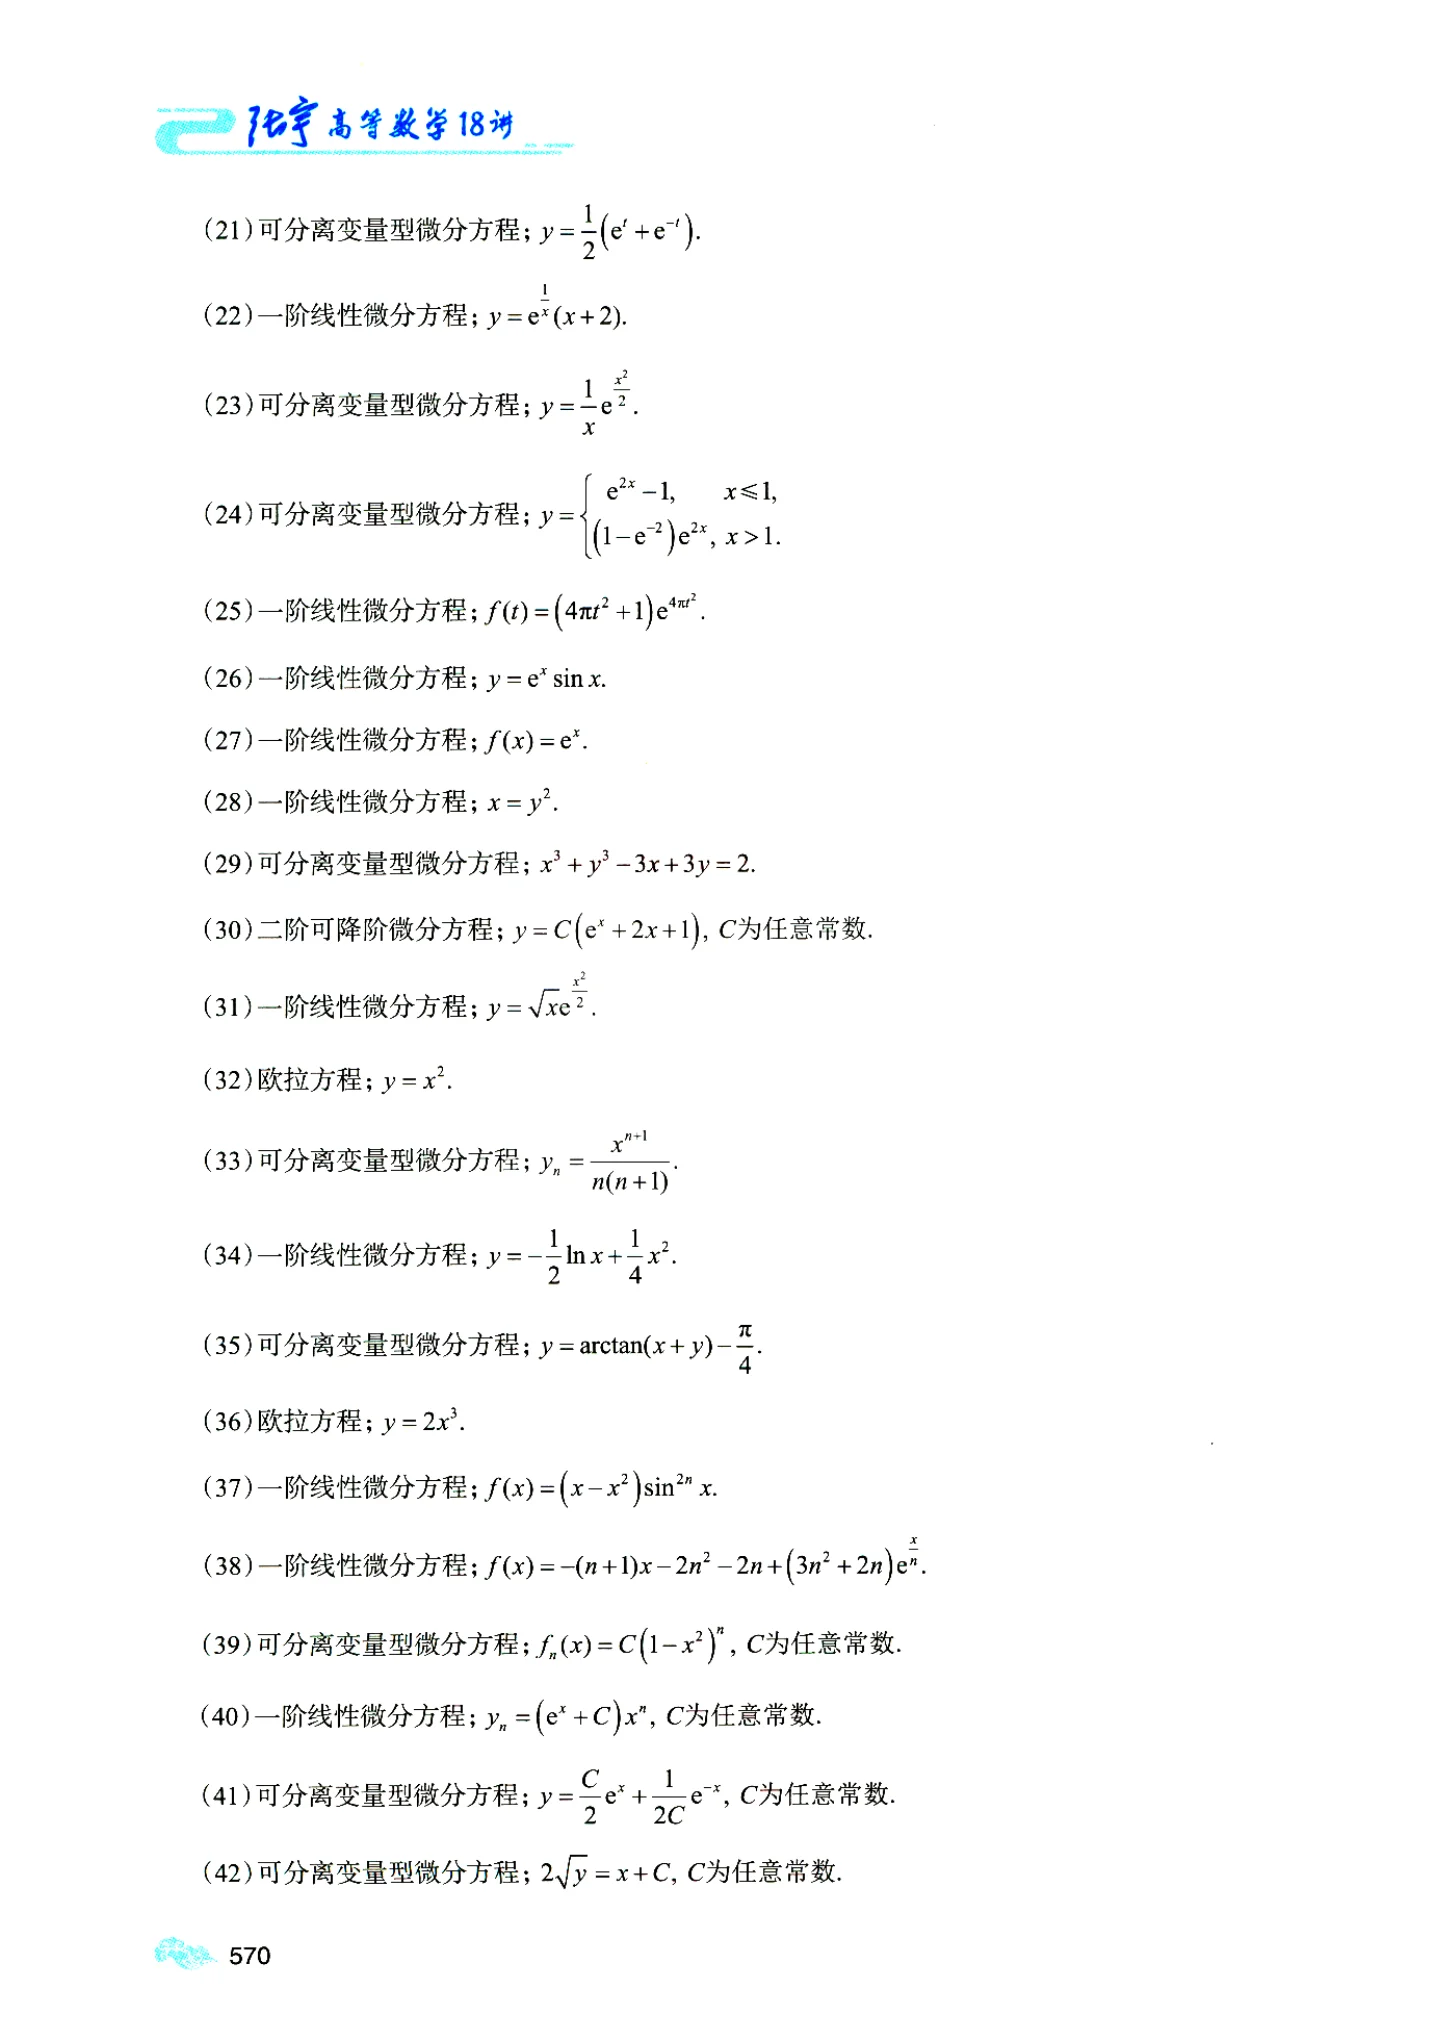 张宇高等数学18讲
(21)可分离变量型微分方程; $y=\frac{1}{2}\left(e^{t}+e^{-t}\right)$.
(22)一阶线性微分方程; $y=e^{\frac{1}{x}}(x+2)$.
(23)可分离变量型微分方程; $y=\frac{1}{x}e^{\frac{x^{2}}{2}}$.
(24)可分离变量型微分方程; $y=\begin{cases} e^{2x}-1, & x\leqslant 1, \\ \left(1-e^{-2}\right)e^{2x}, & x>1. \end{cases}$
(25)一阶线性微分方程; $f(t)=\left(4\pi t^{2}+1\right)e^{4\pi t^{2}}$.
(26)一阶线性微分方程; $y=e^{x}\sin x$.
(27)一阶线性微分方程; $f(x)=e^{x}$.
(28)一阶线性微分方程; $x=y^{2}$.
(29)可分离变量型微分方程; $x^{3}+y^{3}-3x+3y=2$.
(30)二阶可降阶微分方程; $y=C\left(e^{x}+2x+1\right)$, C为任意常数.
(31)一阶线性微分方程; $y=\sqrt{x}e^{\frac{x^{2}}{2}}$.
(32)欧拉方程; $y=x^{2}$.
(33)可分离变量型微分方程; $y_{n}=\frac{x^{n+1}}{n(n+1)}$.
(34)一阶线性微分方程; $y=-\frac{1}{2}\ln x+\frac{1}{4}x^{2}$.
(35)可分离变量型微分方程; $y=\arctan(x+y)-\frac{\pi}{4}$.
(36)欧拉方程; $y=2x^{3}$.
(37)一阶线性微分方程; $f(x)=\left(x-x^{2}\right)\sin^{2n}x$.
(38)一阶线性微分方程; $f(x)=-(n+1)x-2n^{2}-2n+\left(3n^{2}+2n\right)e^{\frac{x}{n}}$.
(39)可分离变量型微分方程; $f_{n}(x)=C\left(1-x^{2}\right)^{n}$, C为任意常数.
(40)一阶线性微分方程; $y_{n}=\left(e^{x}+C\right)x^{n}$, C为任意常数.
(41)可分离变量型微分方程; $y=\frac{C}{2}e^{x}+\frac{1}{2C}e^{-x}$, C为任意常数.
(42)可分离变量型微分方程; $2\sqrt{y}=x+C$, C为任意常数.
570